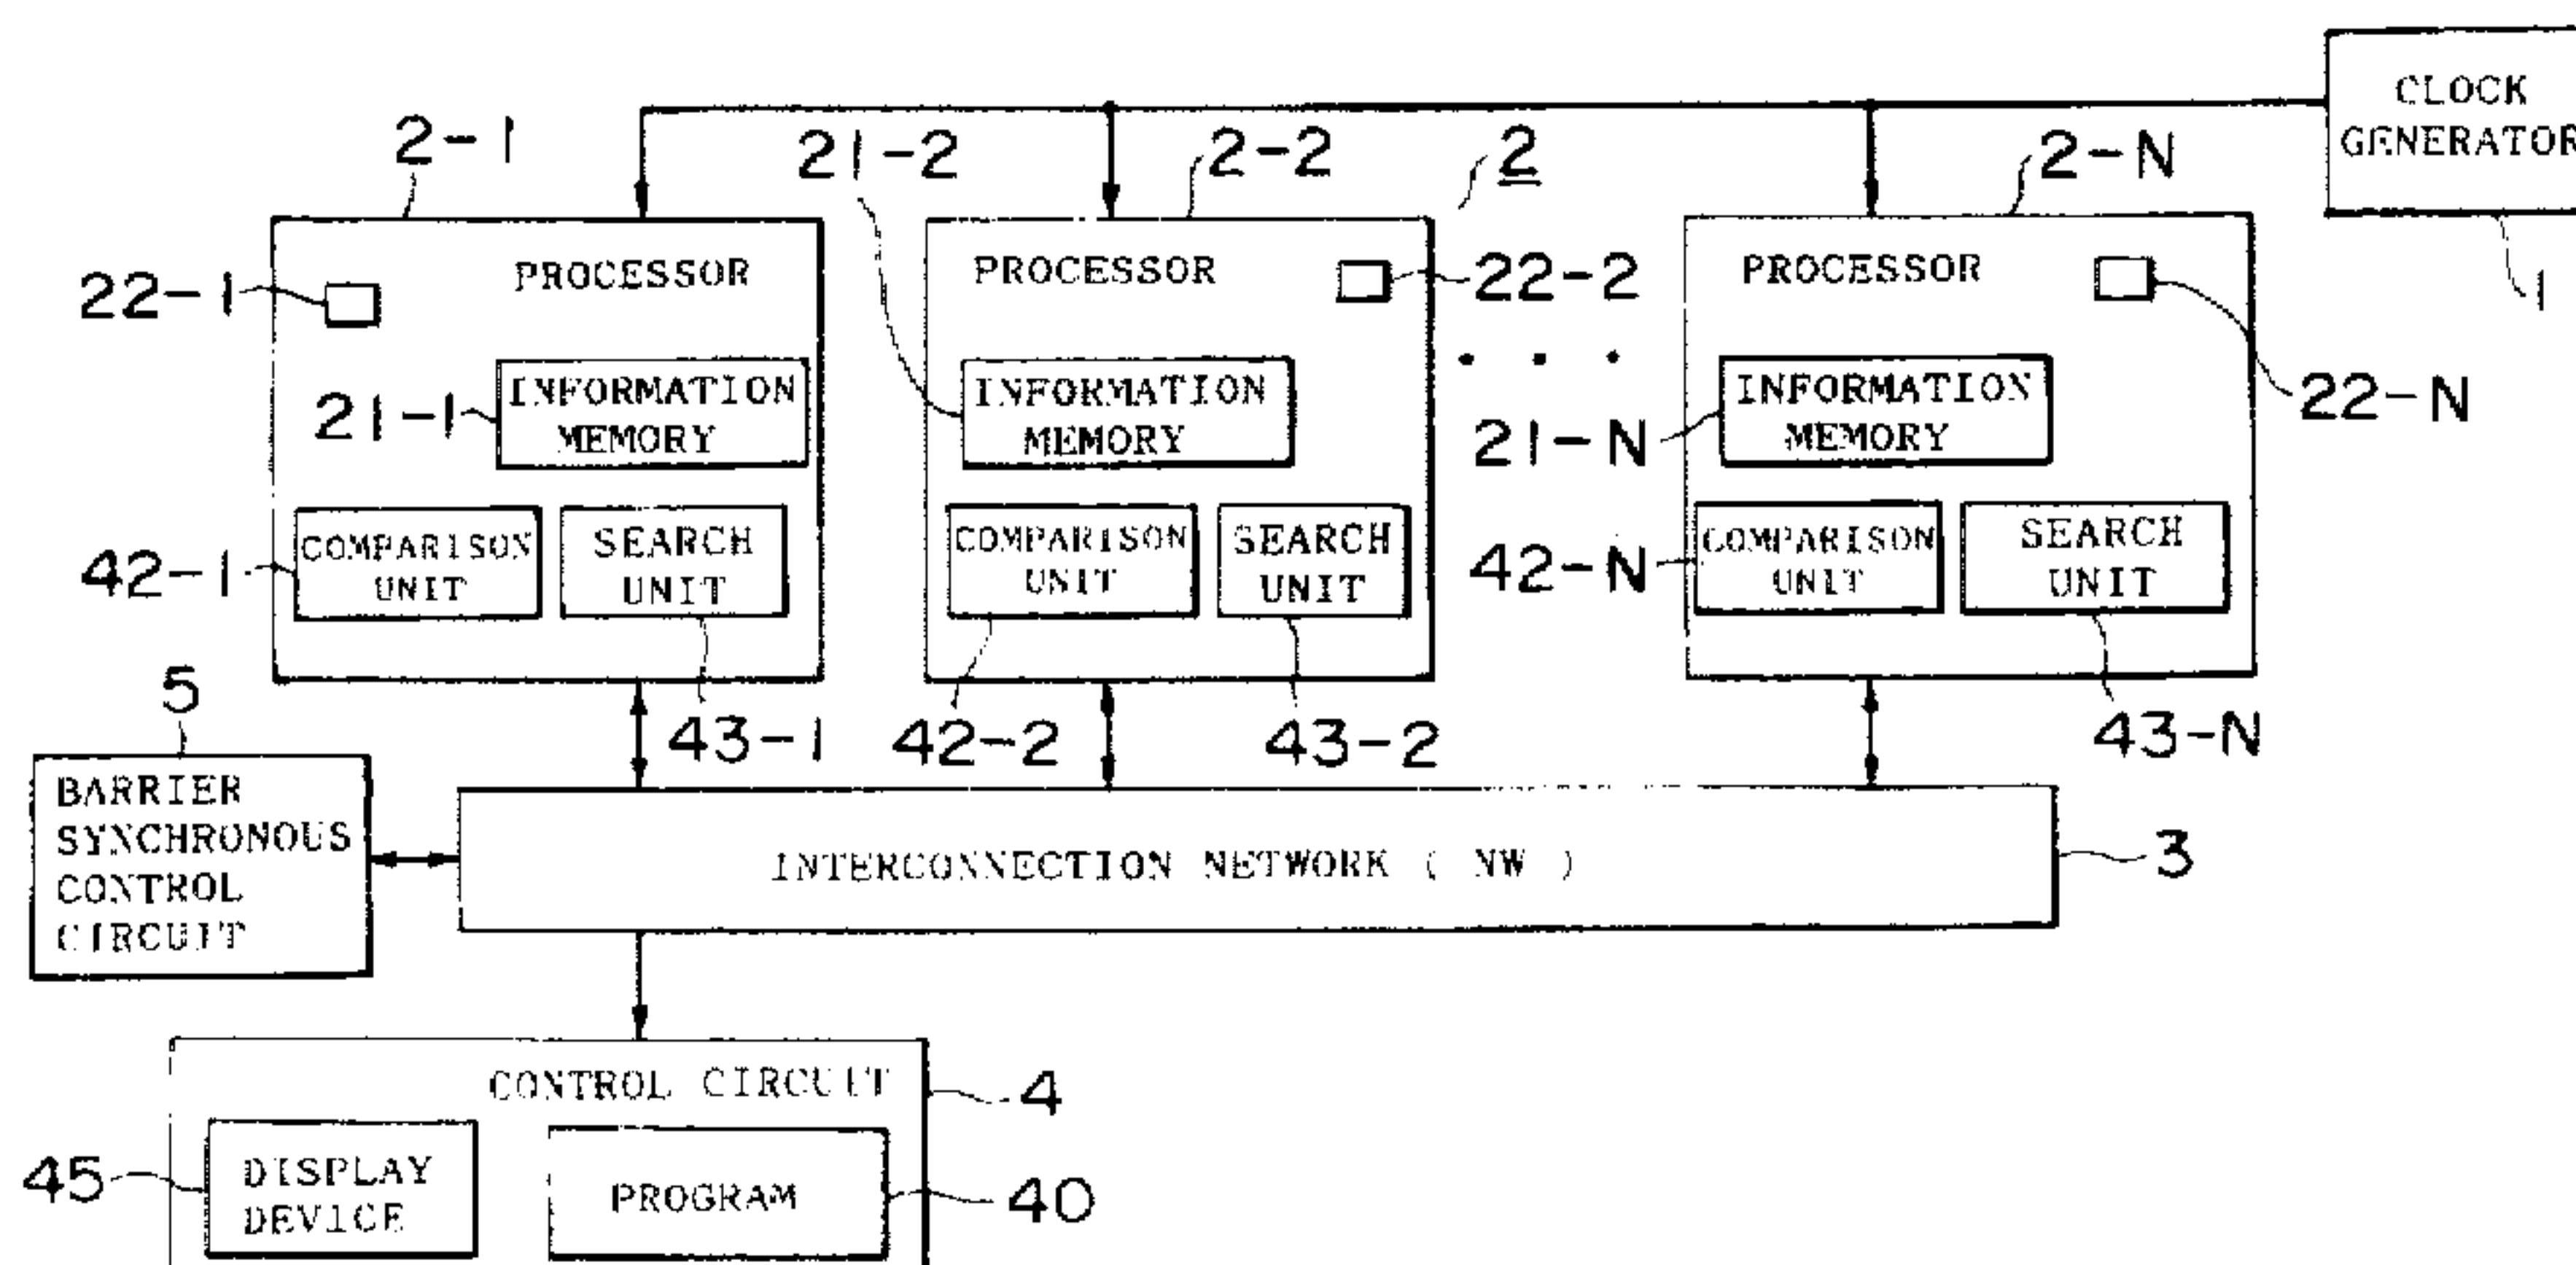 CLOCK
GENERATOR
1
2-1
21-2
2-2
2
2-N
22-1
PROCESSOR
PROCESSOR
22-2
PROCESSOR
22-N
21-1
INFORMATION
MEMORY
INFORMATION
MEMORY
. . .
21-N
INFORMATION
MEMORY
42-1
COMPARISON
UNIT
SEARCH
UNIT
COMPARISON
UNIT
SEARCH
UNIT
42-N
COMPARISON
UNIT
SEARCH
UNIT
43-1
42-2
43-2
43-N
5
BARRIER
SYNCHRONOUS
CONTROL
CIRCUIT
INTERCONNECTION NETWORK ( NW )
3
CONTROL CIRCUIT
4
45
DISPLAY
DEVICE
PROGRAM
40